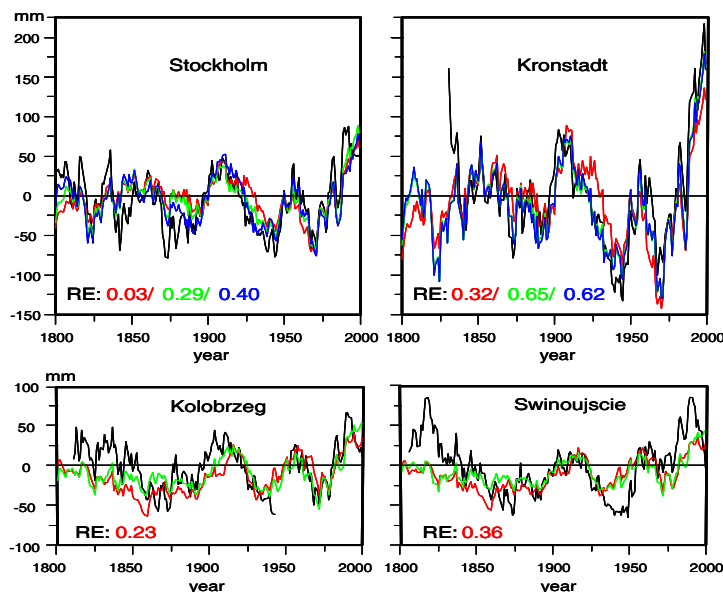 mm
Stockholm
Kronstadt
200
150
100
50
0
-50
-100
-150
RE: 0.03/ 0.29/ 0.40
RE: 0.32/ 0.65/ 0.62
1800 1850 1900 1950 2000
1800 1850 1900 1950 2000
year
year
mm
100
50
0
-50
-100
Kolobrzeg
Swinoujscie
RE: 0.23
RE: 0.36
1800 1850 1900 1950 2000
1800 1850 1900 1950 2000
year
year